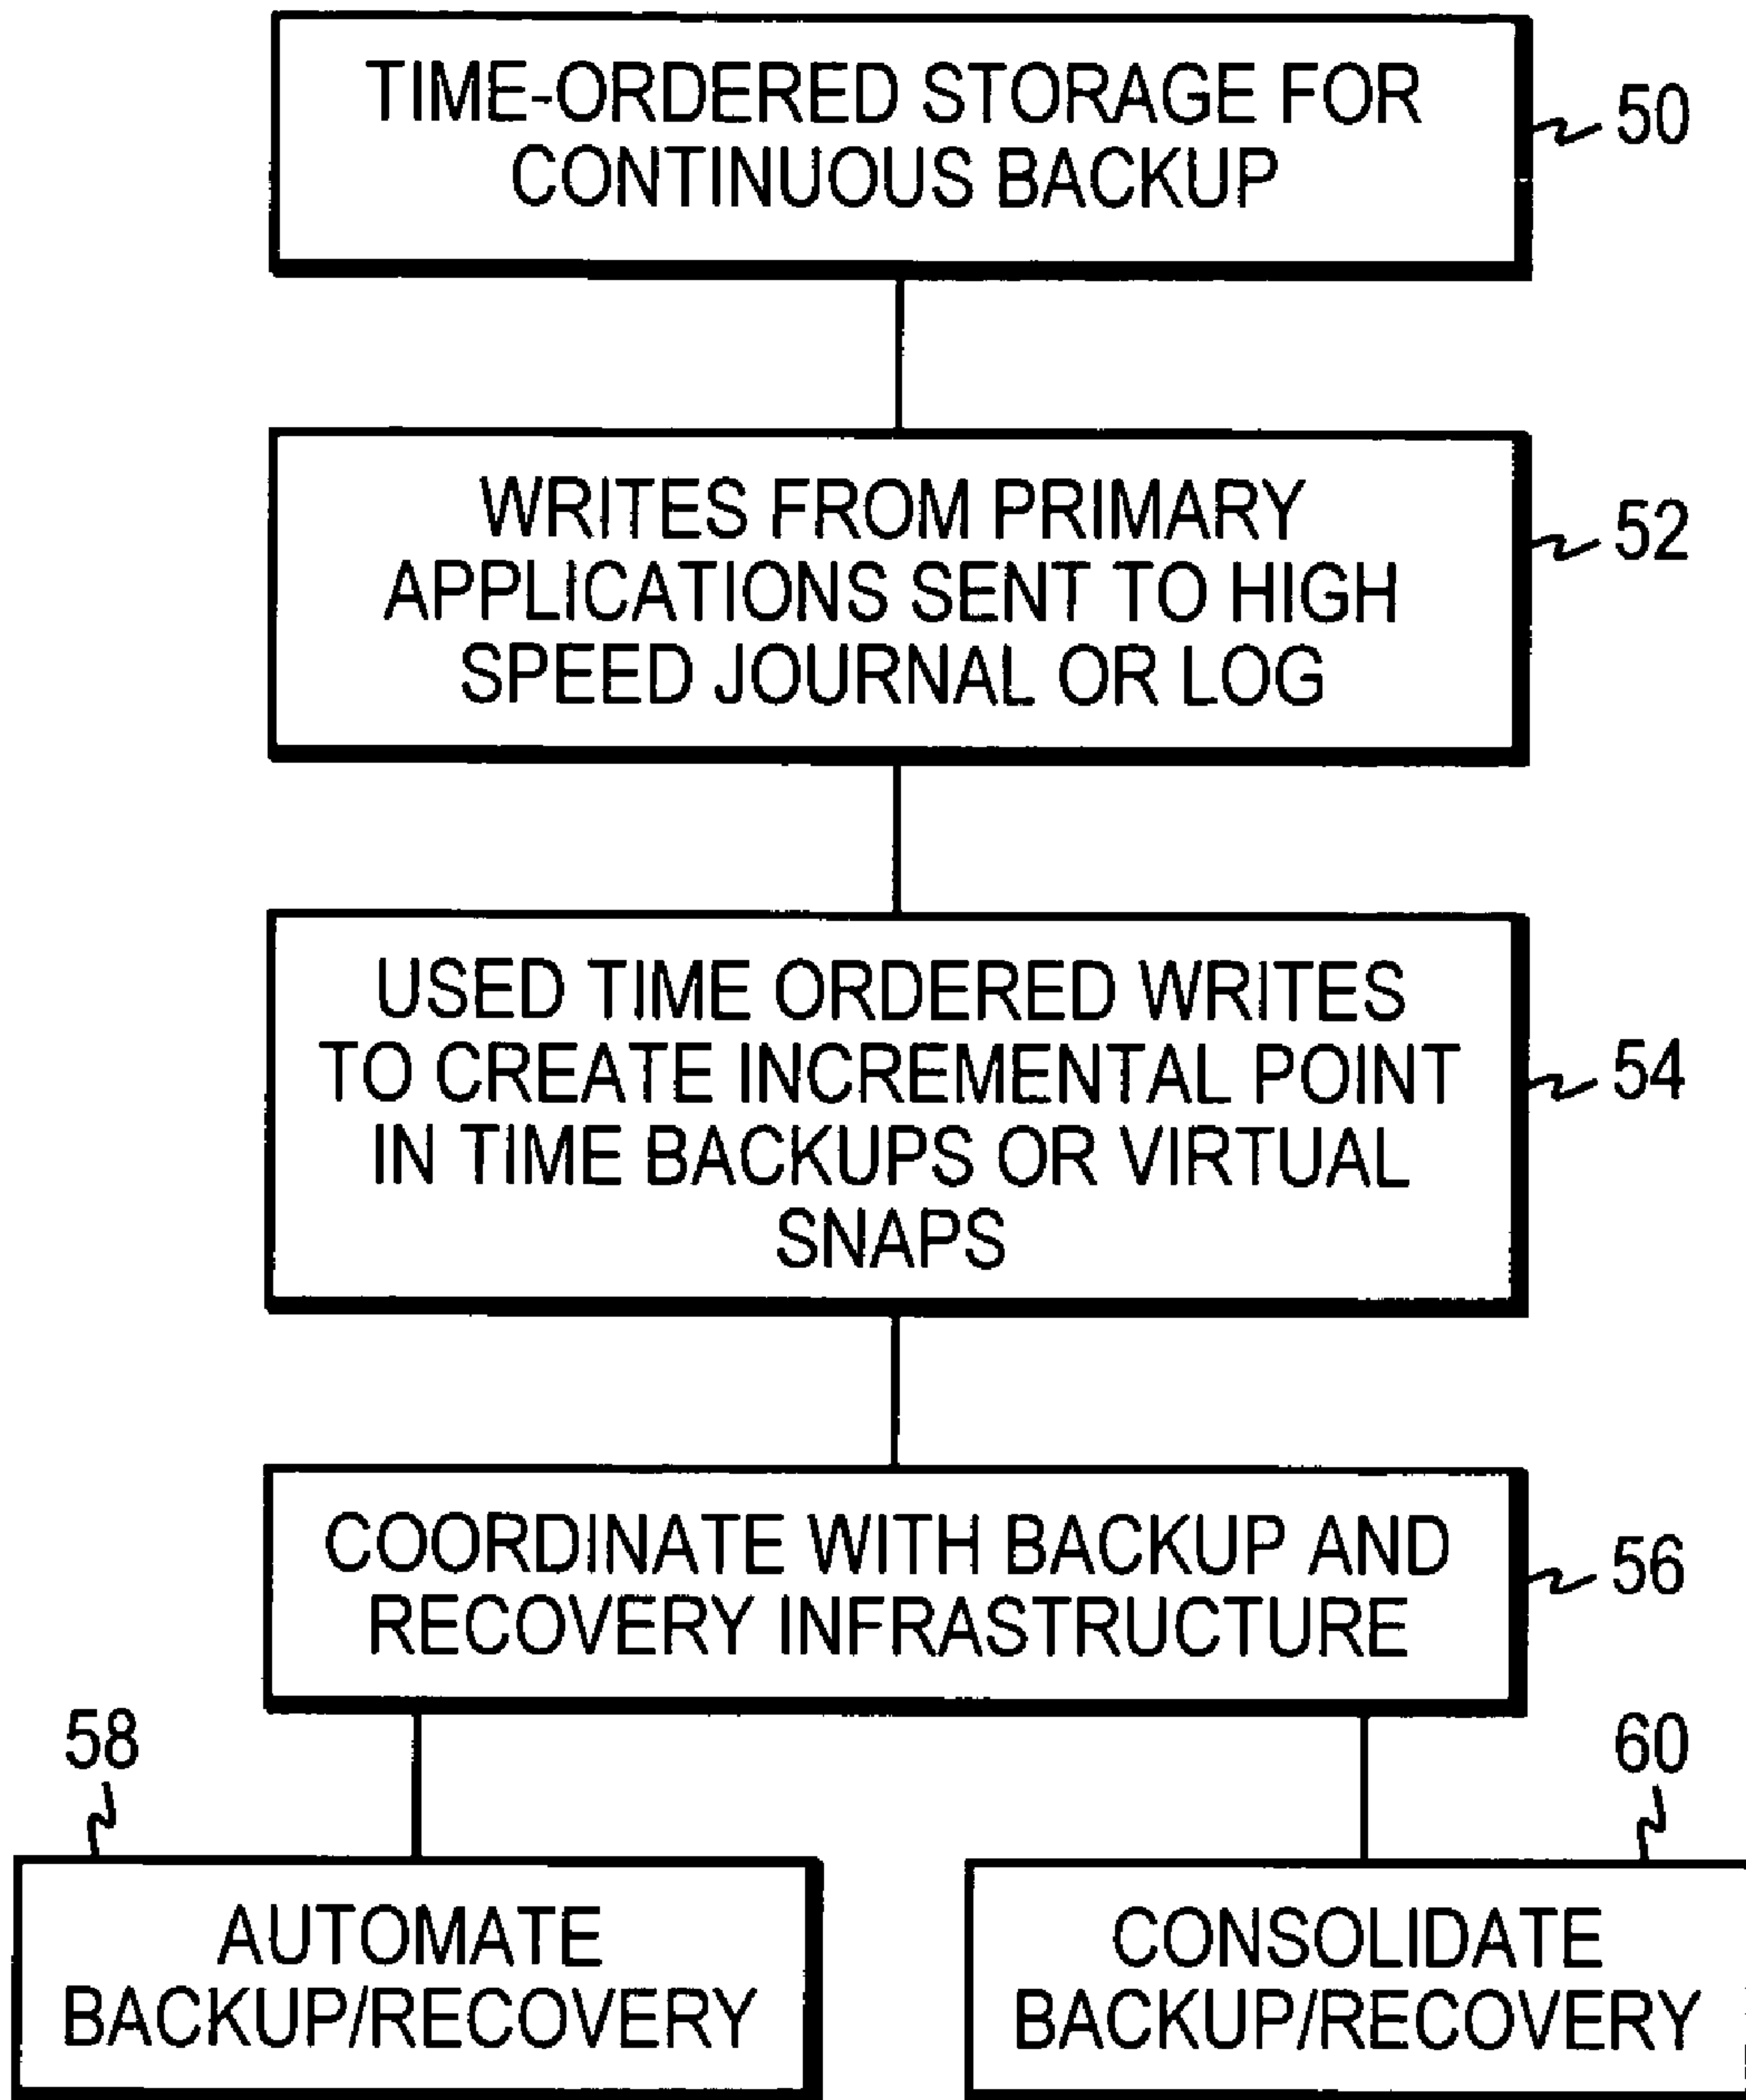 TIME-ORDERED STORAGE FOR
CONTINUOUS BACKUP
50
WRITES FROM PRIMARY
APPLICATIONS SENT TO HIGH
SPEED JOURNAL OR LOG
52
USED TIME ORDERED WRITES
TO CREATE INCREMENTAL POINT
IN TIME BACKUPS OR VIRTUAL
SNAPS
54
COORDINATE WITH BACKUP AND
RECOVERY INFRASTRUCTURE
56
58
AUTOMATE
BACKUP/RECOVERY
60
CONSOLIDATE
BACKUP/RECOVERY